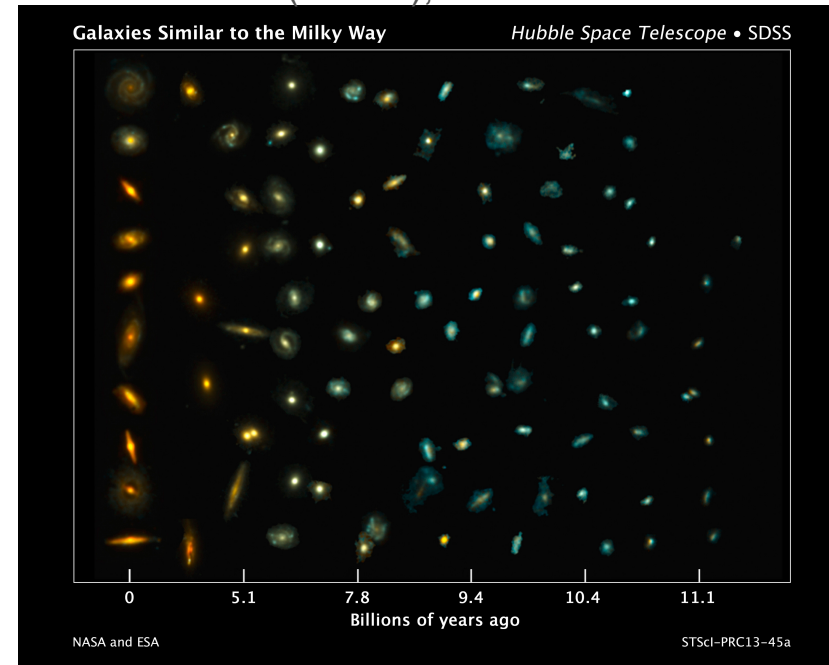 Galaxies Similar to the Milky Way
Hubble Space Telescope • SDSS
0 5.1 7.8 9.4 10.4 11.1
Billions of years ago
NASA and ESA
STScI-PRC13-45a